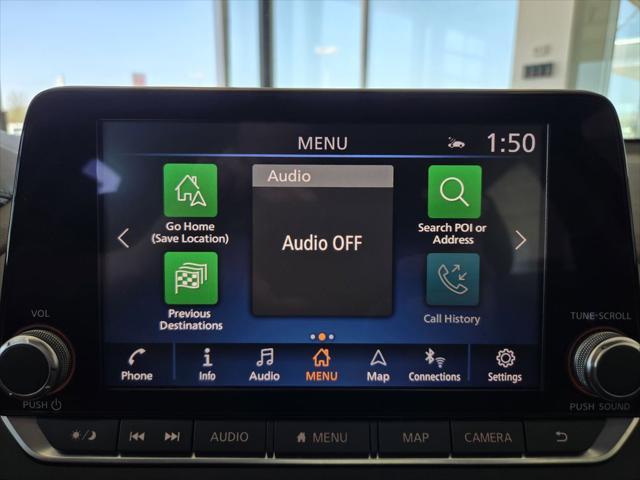 MENU 1:50
Audio
Go Home
(Save Location)
Audio OFF
Search POI or
Address
Previous
Destinations
Call History
Phone Info Audio MENU Map Connections Settings
VOL
PUSH
TUNE·SCROLL
PUSH SOUND
AUDIO MENU MAP CAMERA